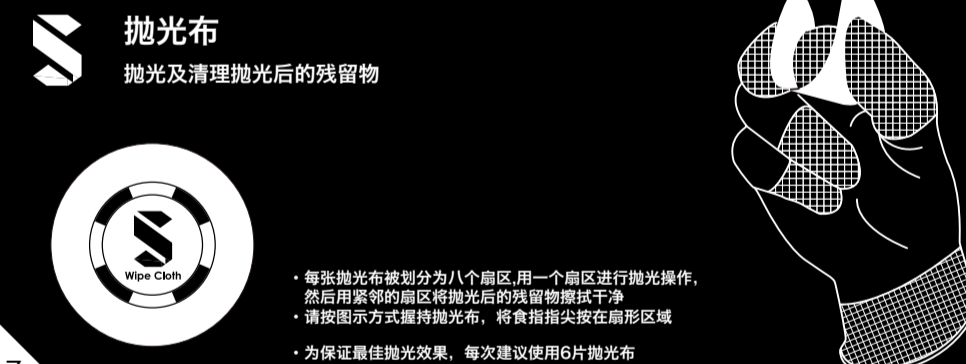 抛光布
抛光及清理抛光后的残留物
Wipe Cloth
・每张抛光布被划分为八个扇区,用一个扇区进行抛光操作,
然后用紧邻的扇区将抛光后的残留物擦拭干净
・请按图示方式握持抛光布，将食指指尖按在扇形区域
・为保证最佳抛光效果，每次建议使用6片抛光布